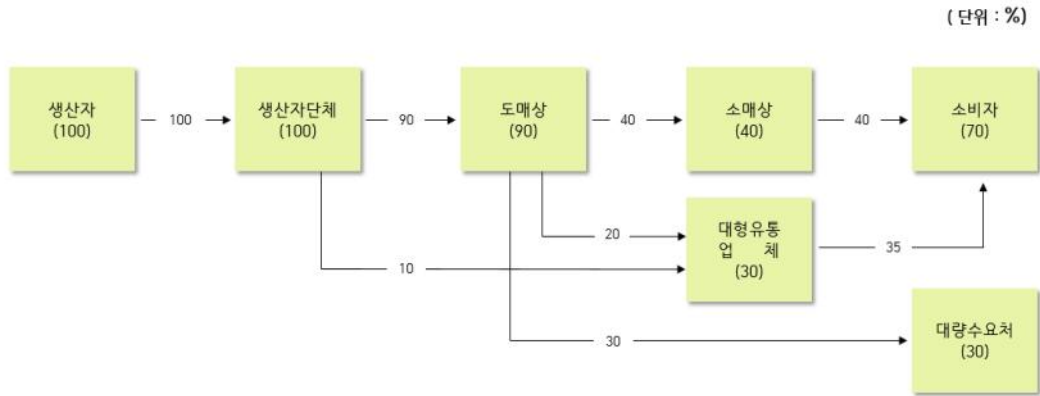 ( 단위 : %)
생산자
(100)
100
생산자단체
(100)
90
도매상
(90)
40
소매상
(40)
40
소비자
(70)
20
10
대형유통
업 체
(30)
35
30
대량수요처
(30)